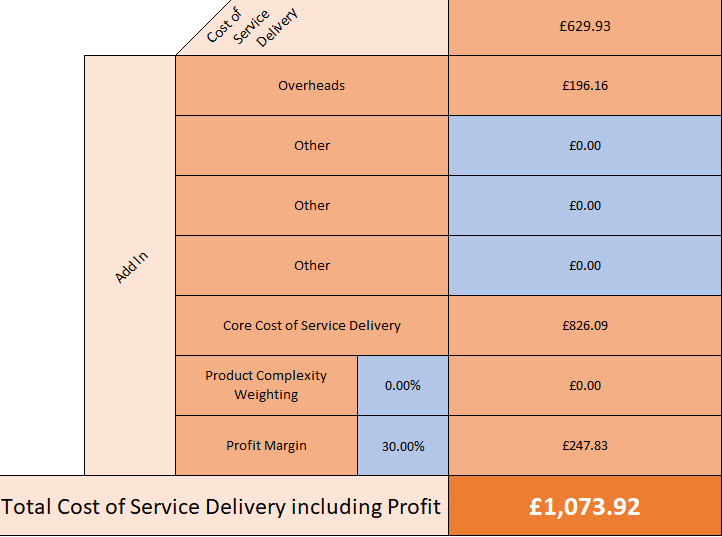 Cost of
Service
Delivery
£629.93
Overheads
£196.16
Other
£0.00
Other
£0.00
Other
£0.00
Add In
Core Cost of Service Delivery
£826.09
Product Complexity
Weighting
0.00%
£0.00
Profit Margin
30.00%
£247.83
Total Cost of Service Delivery including Profit
£1,073.92